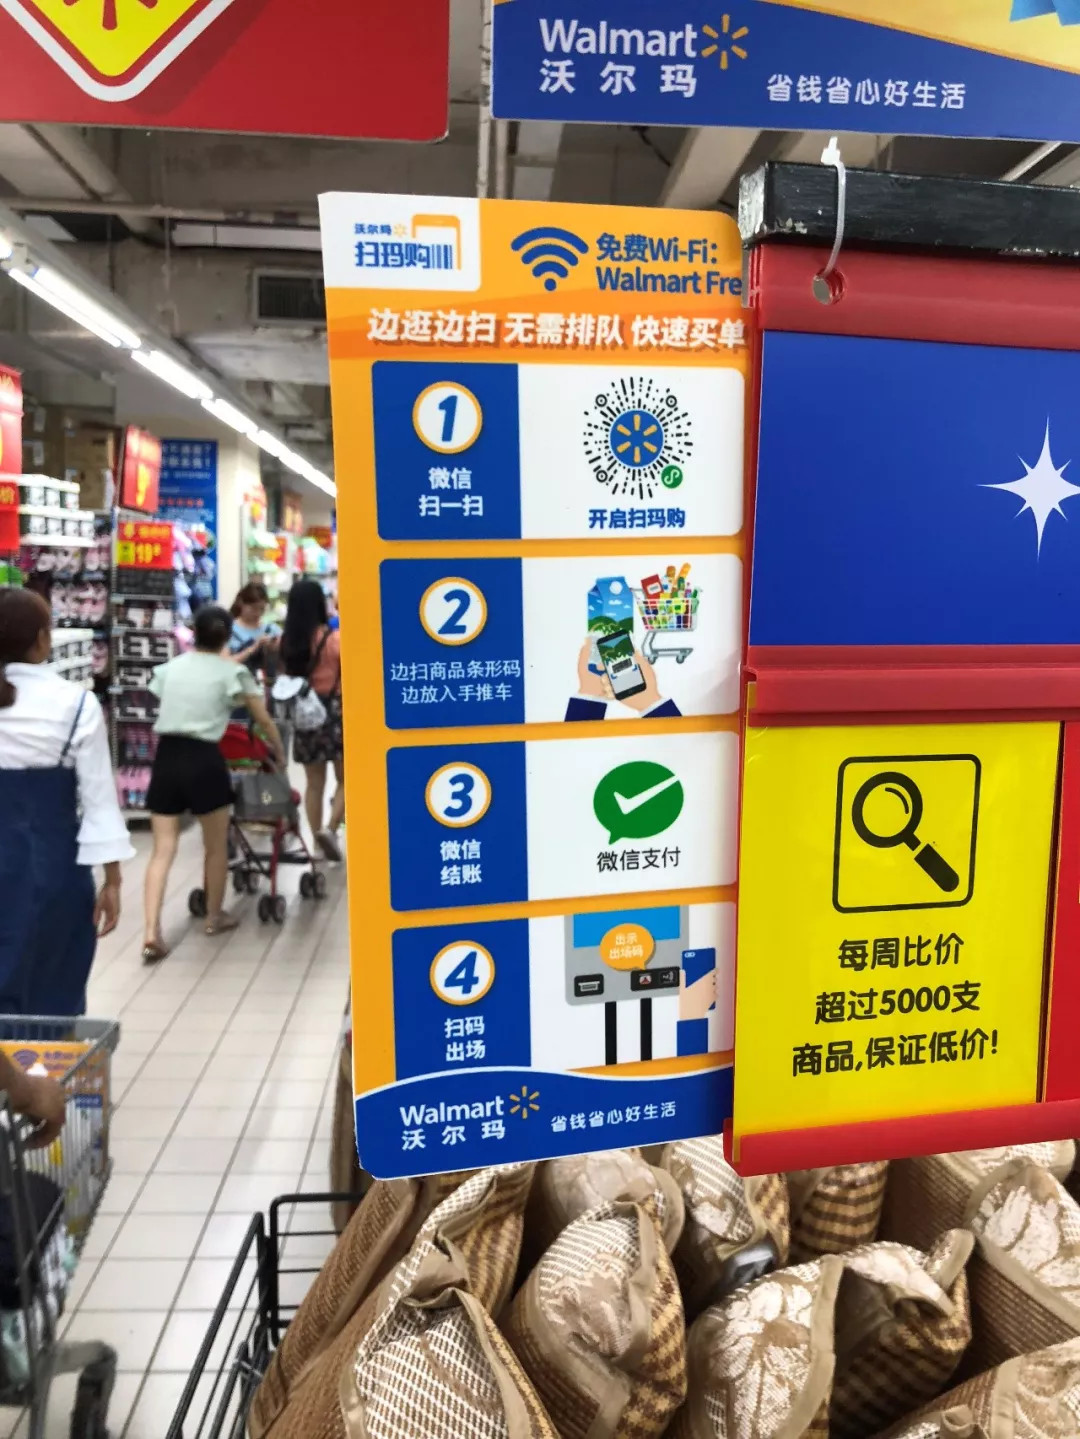 Walmart
沃尔玛
省钱省心好生活
沃尔玛
扫玛购
免费Wi-Fi:
Walmart Fre
边逛边扫 无需排队 快速买单
1
微信
扫一扫
开启扫玛购
2
边扫商品条形码
边放入手推车
3
微信
结账
微信支付
4
扫码
出场
出示
出场码
Walmart
沃尔玛
省钱省心好生活
每周比价
超过5000支
商品,保证低价!